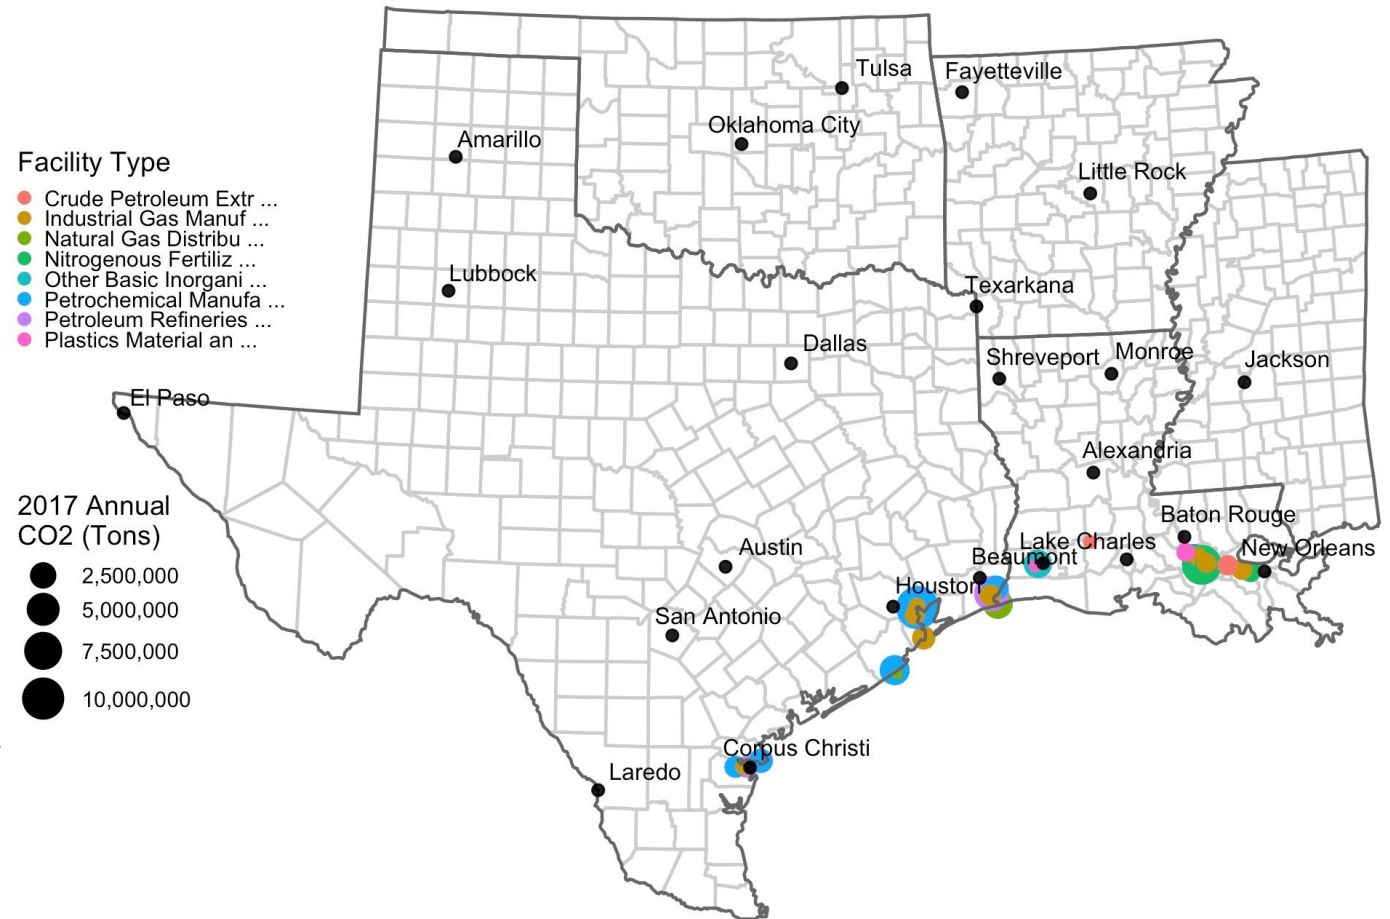 Tulsa
Fayetteville
Oklahoma City
Amarillo
Facility Type
Little Rock
Crude Petroleum Extr ...
Industrial Gas Manuf ...
Natural Gas Distribu ...
Nitrogenous Fertiliz ...
Other Basic Inorgani ...
Petrochemical Manufa ...
Petroleum Refineries ...
Plastics Material an ...
Lubbock
Texarkana
Dallas
Shreveport
Monroe
Jackson
El Paso
Alexandria
2017 Annual
CO2 (Tons)
2,500,000
5,000,000
7,500,000
10,000,000
Baton Rouge
Austin
Lake Charles
New Orleans
Beaumont
Houston
San Antonio
Corpus Christi
Laredo